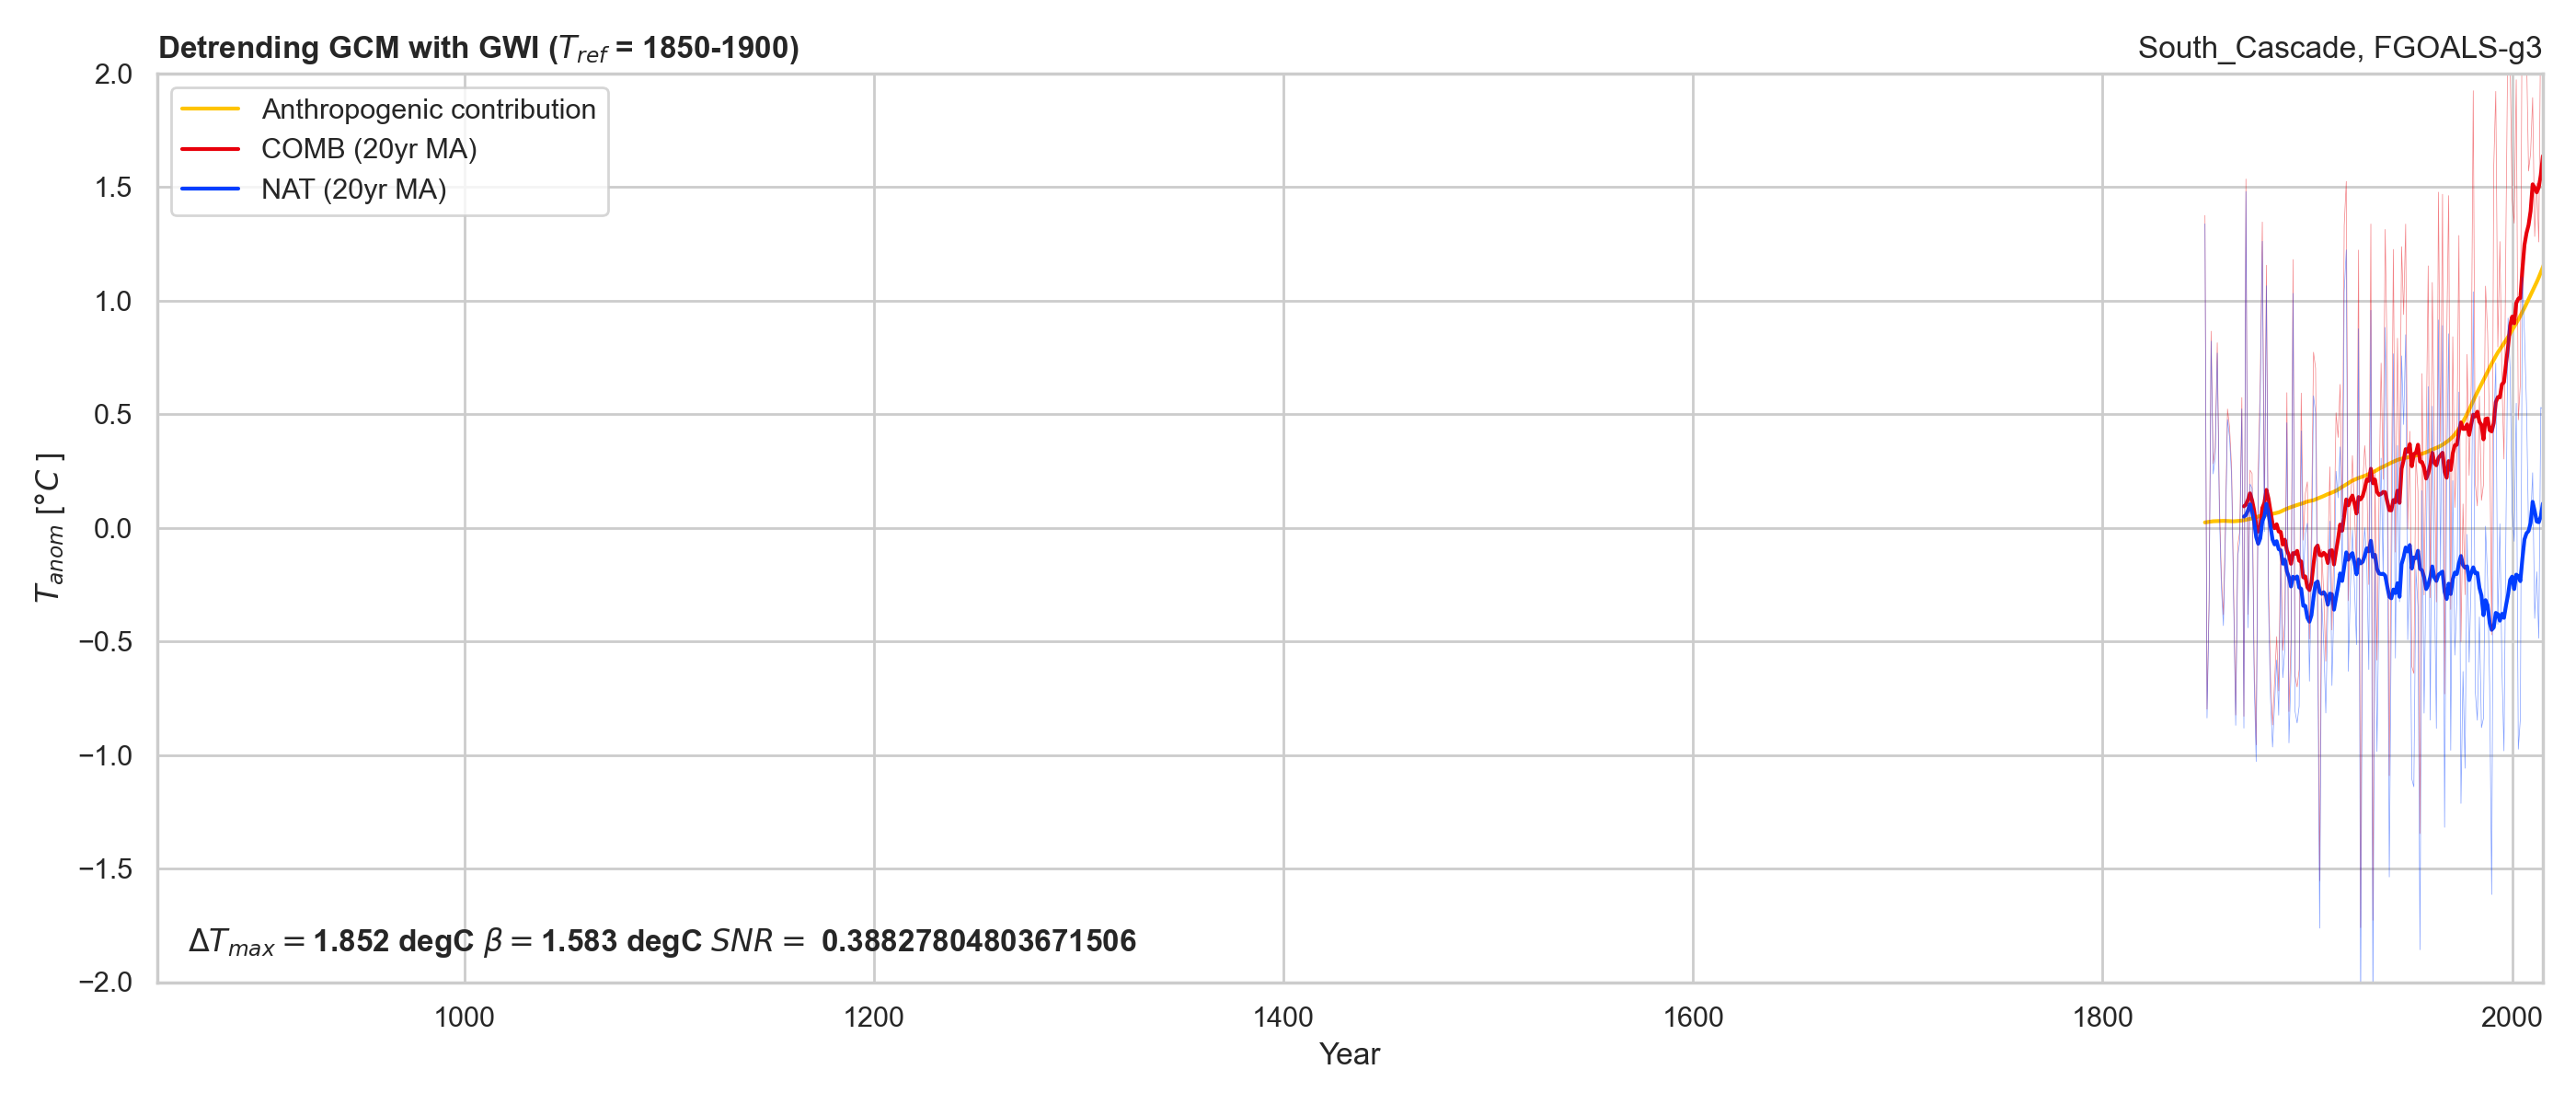 Detrending GCM with GWI (T_ref = 1850-1900)
South_Cascade, FGOALS-g3
Anthropogenic contribution
COMB (20yr MA)
NAT (20yr MA)
2.0
1.5
1.0
0.5
0.0
−0.5
−1.0
−1.5
−2.0
T_anom [°C ]
ΔT_max = 1.852 degC β = 1.583 degC SNR = 0.38827804803671506
1000 1200 1400 1600 1800 2000
Year